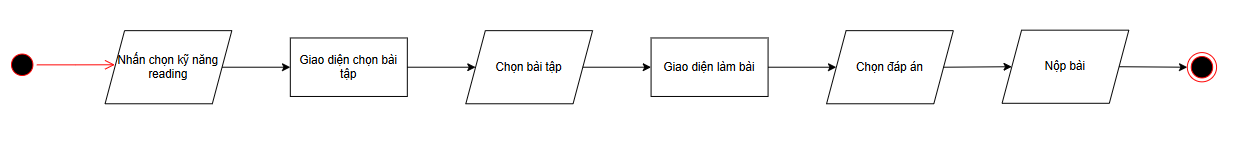 Nhấn chọn kỹ năng
reading
Giao diện chọn bài
tập
Chọn bài tập
Giao diện làm bài
Chọn đáp án
Nộp bài